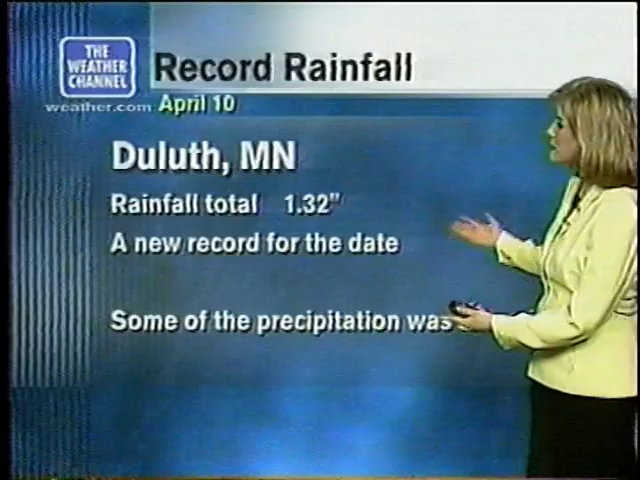 THE
WEATHER
CHANNEL
weather.com
Record Rainfall
April 10
Duluth, MN
Rainfall total 1.32"
A new record for the date
Some of the precipitation was